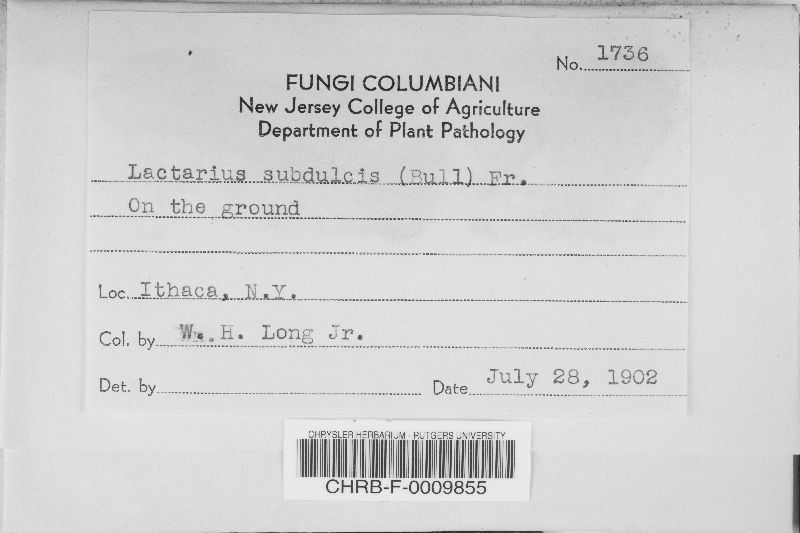 No. 1736
FUNGI COLUMBIANI
New Jersey College of Agriculture
Department of Plant Pathology
Lactarius subdulcis (Bull) Fr.
On the ground
Loc. Ithaca, N.Y.
Col. by W. H. Long Jr.
Det. by
Date July 28, 1902
CHRYSLER HERBARIUM - RUTGERS UNIVERSITY
CHRB-F-0009855